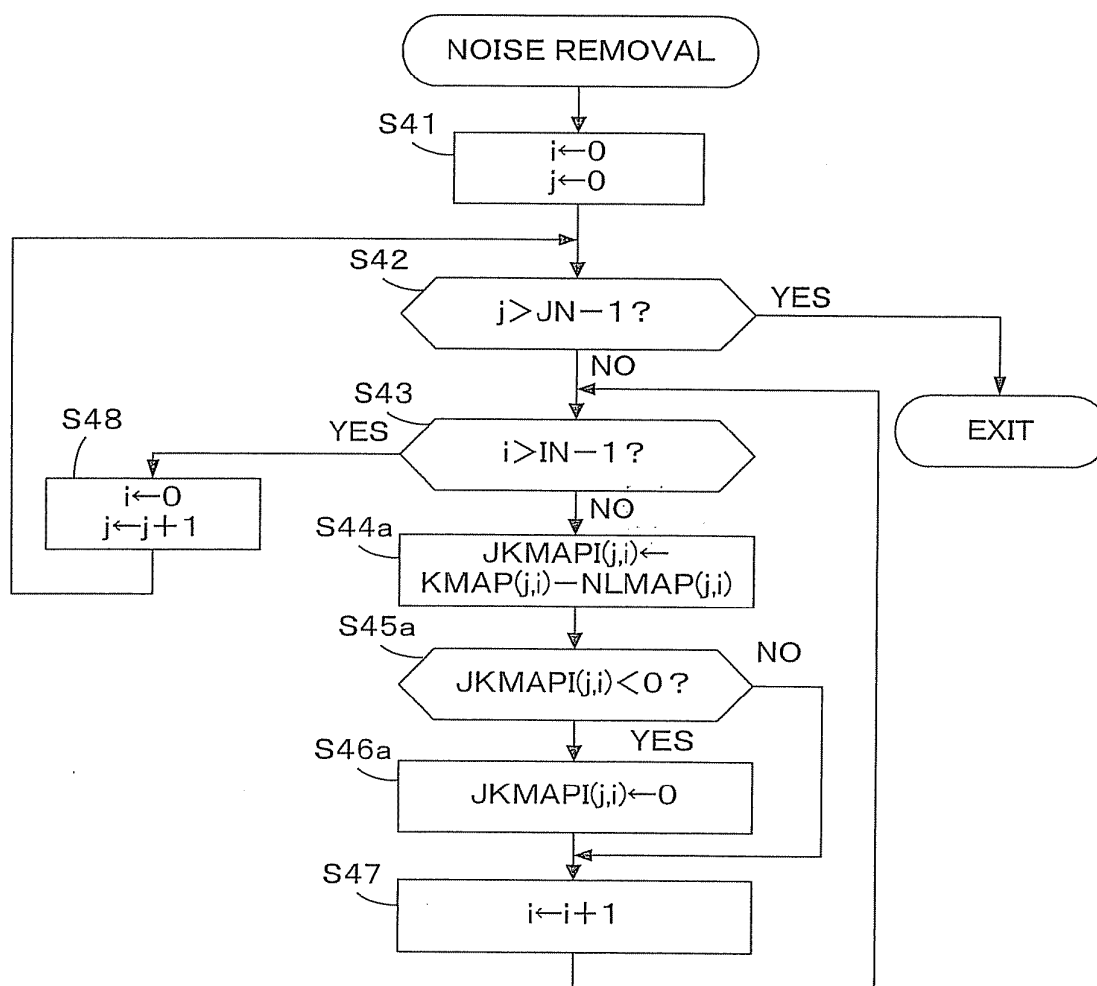 NOISE REMOVAL
S41
i←0
j←0
S42
j>JN−1?
YES
NO
S43
i>IN−1?
YES
NO
S48
i←0
j←j+1
EXIT
S44a
JKMAPI(j,i)←
KMAP(j,i)−NLMAP(j,i)
S45a
JKMAPI(j,i)<0?
NO
YES
S46a
JKMAPI(j,i)←0
S47
i←i+1